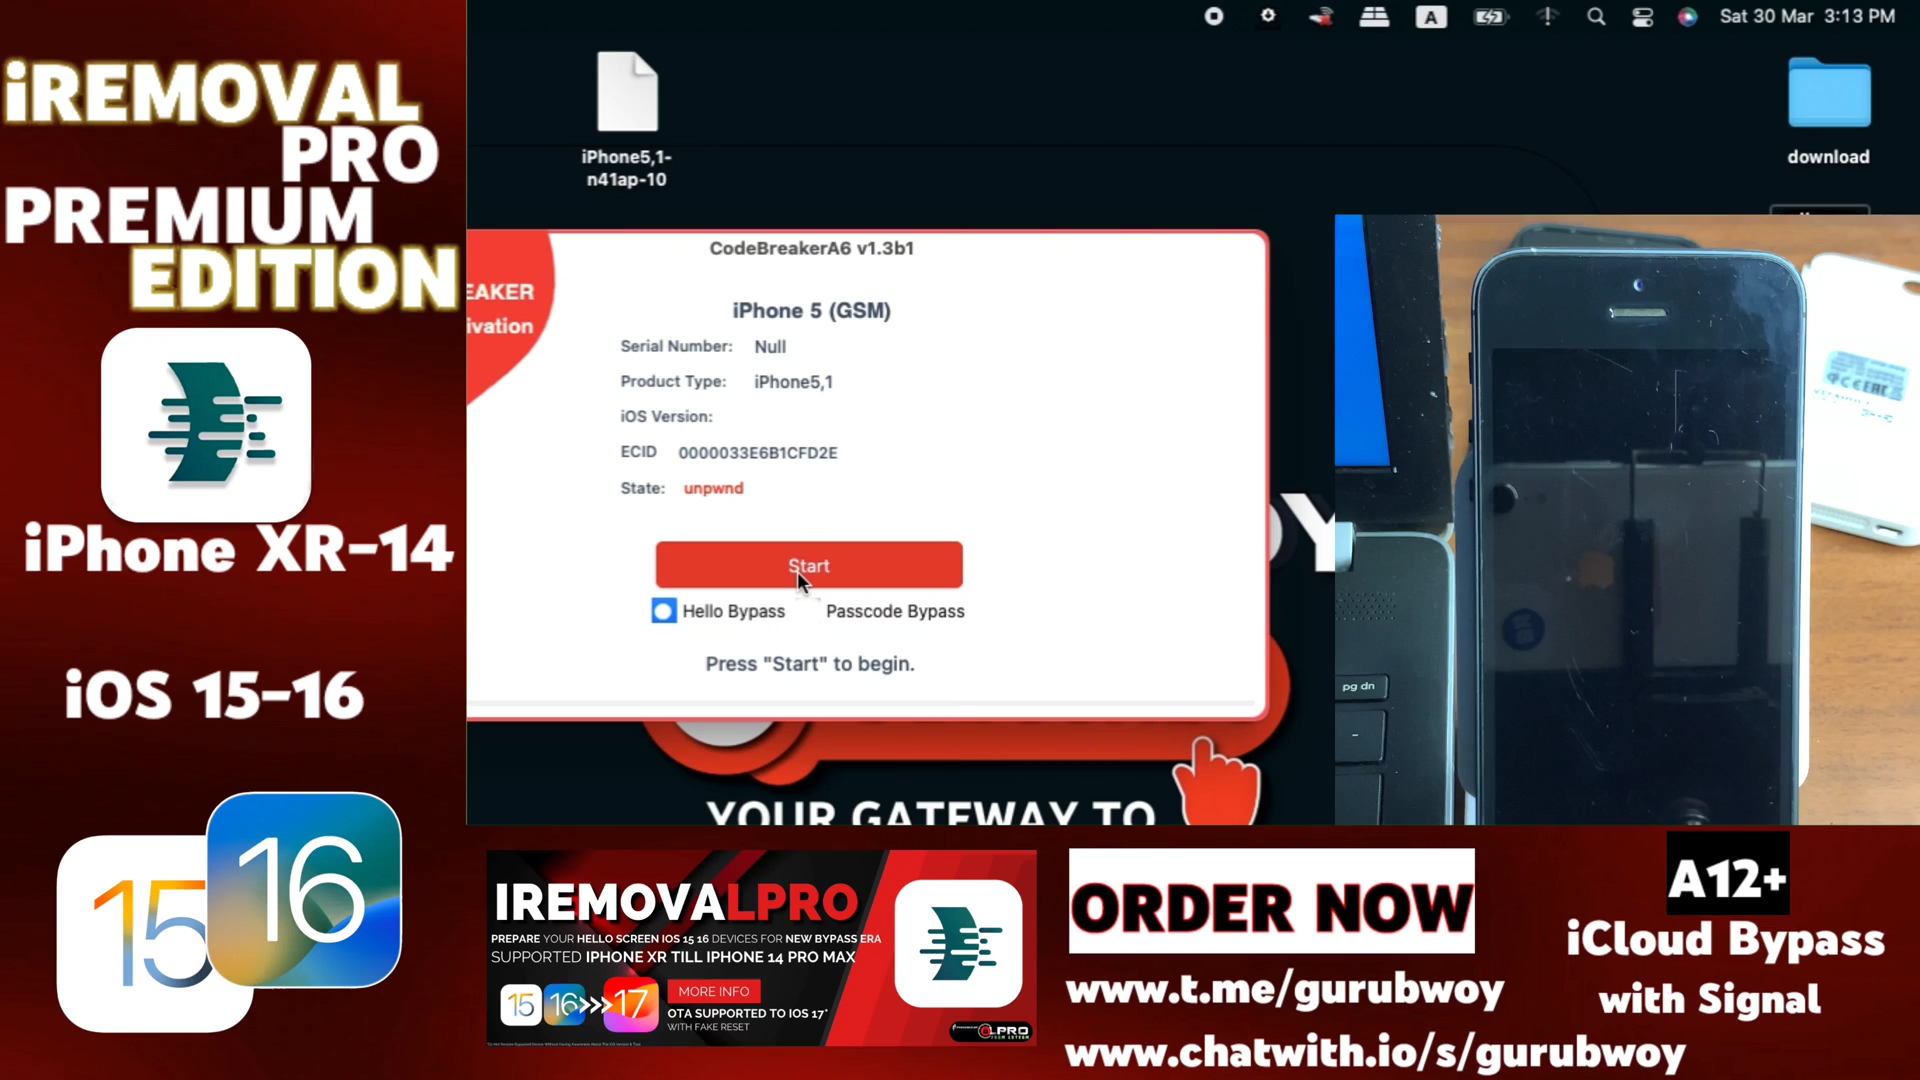 iREMOVAL
PRO
PREMIUM
EDITION
iPhone XR-14
iOS 15-16
15
16
A
Sat 30 Mar 3:13 PM
iPhone5,1-
n41ap-10
download
CodeBreakerA6 v1.3b1
EAKER
ivation
iPhone 5 (GSM)
Serial Number: Null
Product Type: iPhone5,1
iOS Version:
ECID 0000033E6B1CFD2E
State: unpwnd
Start
Hello Bypass
Passcode Bypass
Press "Start" to begin.
YOUR GATEWAY TO
pg dn
IREMOVALPRO
PREPARE YOUR HELLO SCREEN IOS 15 16 DEVICES FOR NEW BYPASS ERA
SUPPORTED IPHONE XR TILL IPHONE 14 PRO MAX
15 16>>>17
MORE INFO
OTA SUPPORTED TO IOS 17*
WITH FAKE RESET
ORDER NOW
www.t.me/gurubwoy
www.chatwith.io/s/gurubwoy
A12+
iCloud Bypass
with Signal